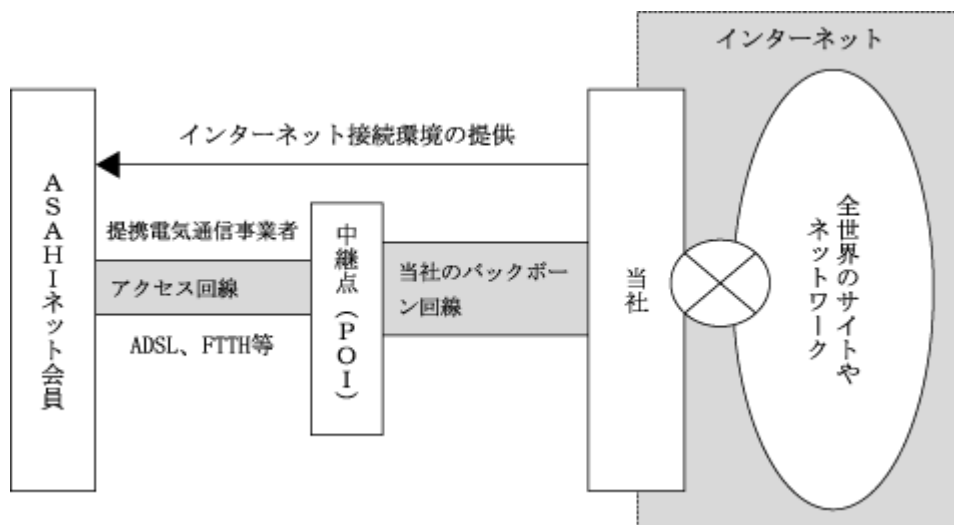 インターネット
インターネット接続環境の提供
ASAHIネット会員
提携電気通信事業者
アクセス回線
ADSL、FTTH等
中継点(POI)
当社のバックボー
ン回線
当社
全世界のサイトや
ネットワーク